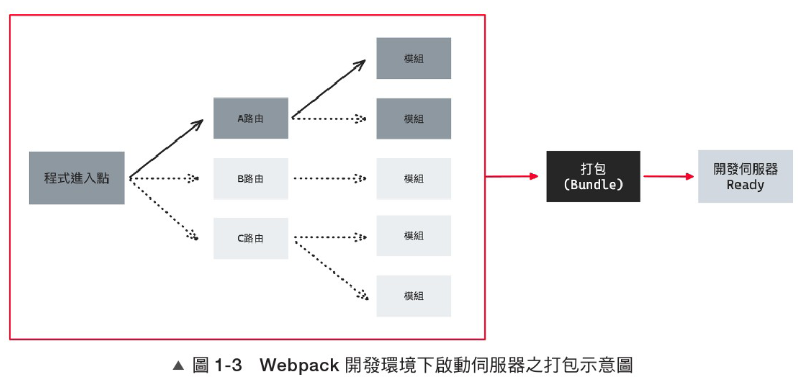 模組
A路由
模組
程式進入點
B路由
模組
C路由
模組
模組
打包
(Bundle)
開發伺服器
Ready
▲ 圖 1-3 Webpack 開發環境下啟動伺服器之打包示意圖